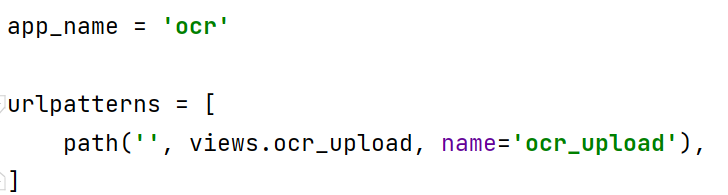 app_name = 'ocr'
urlpatterns = [
    path('', views.ocr_upload, name='ocr_upload'),
]